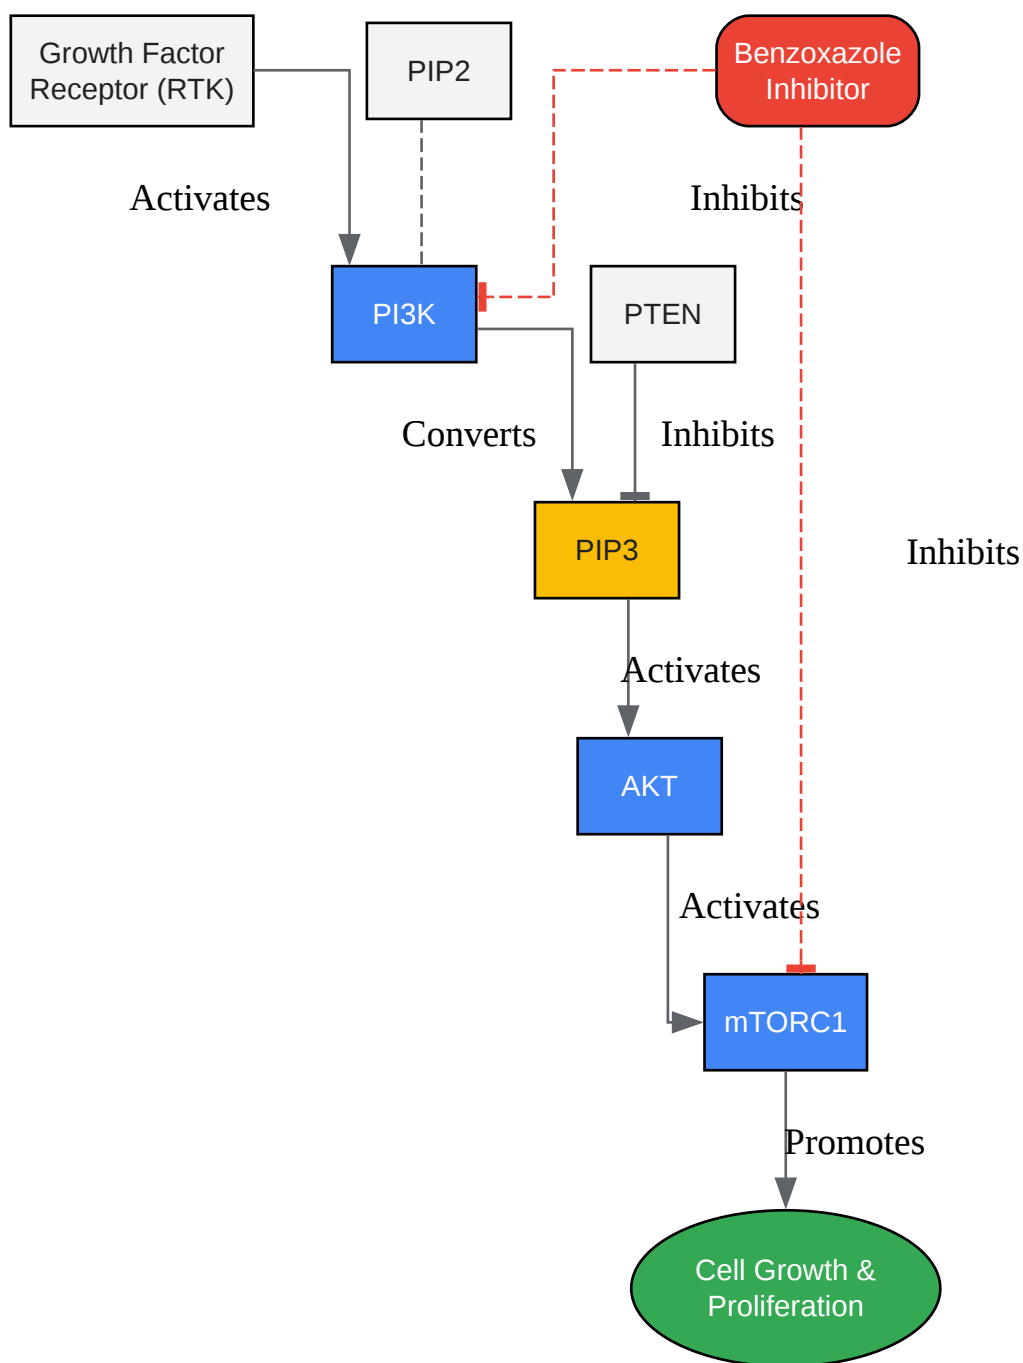 Growth Factor
Receptor (RTK)
PIP2
Benzoxazole
Inhibitor
Activates
Inhibits
PI3K
PTEN
Converts
Inhibits
PIP3
Inhibits
Activates
AKT
Activates
mTORC1
Promotes
Cell Growth &
Proliferation